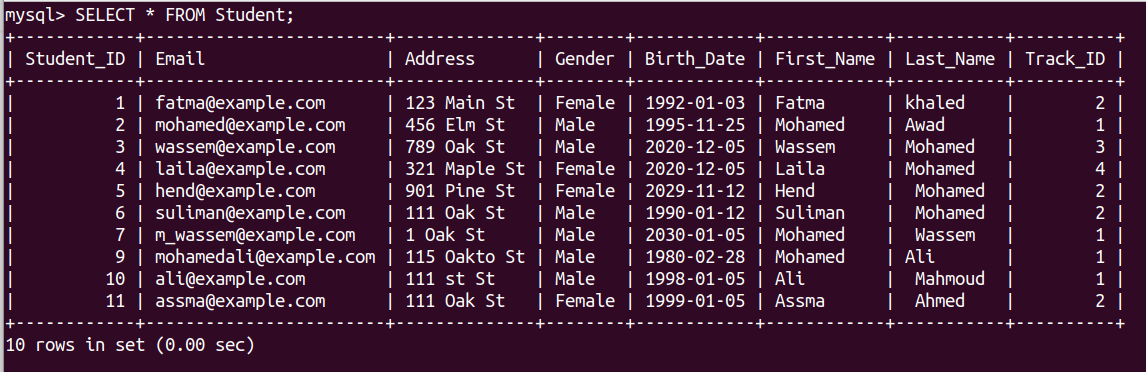 mysql> SELECT * FROM Student;
+------------+------------------------+--------------+--------+------------+------------+-----------+----------+
| Student_ID | Email                  | Address      | Gender | Birth_Date | First_Name | Last_Name | Track_ID |
+------------+------------------------+--------------+--------+------------+------------+-----------+----------+
|          1 | fatma@example.com      | 123 Main St  | Female | 1992-01-03 | Fatma      | khaled    |        2 |
|          2 | mohamed@example.com    | 456 Elm St   | Male   | 1995-11-25 | Mohamed    | Awad      |        1 |
|          3 | wassem@example.com     | 789 Oak St   | Male   | 2020-12-05 | Wassem     | Mohamed   |        3 |
|          4 | laila@example.com      | 321 Maple St | Female | 2020-12-05 | Laila      | Mohamed   |        4 |
|          5 | hend@example.com       | 901 Pine St  | Female | 2029-11-12 | Hend       |  Mohamed  |        2 |
|          6 | suliman@example.com    | 111 Oak St   | Male   | 1990-01-12 | Suliman    |  Mohamed  |        2 |
|          7 | m_wassem@example.com   | 1 Oak St     | Male   | 2030-01-05 | Mohamed    |  Wassem   |        1 |
|          9 | mohamedali@example.com | 115 Oakto St | Male   | 1980-02-28 | Mohamed    | Ali       |        1 |
|         10 | ali@example.com        | 111 st St    | Male   | 1998-01-05 | Ali        |  Mahmoud  |        1 |
|         11 | assma@example.com      | 111 Oak St   | Female | 1999-01-05 | Assma      |  Ahmed    |        2 |
+------------+------------------------+--------------+--------+------------+------------+-----------+----------+
10 rows in set (0.00 sec)